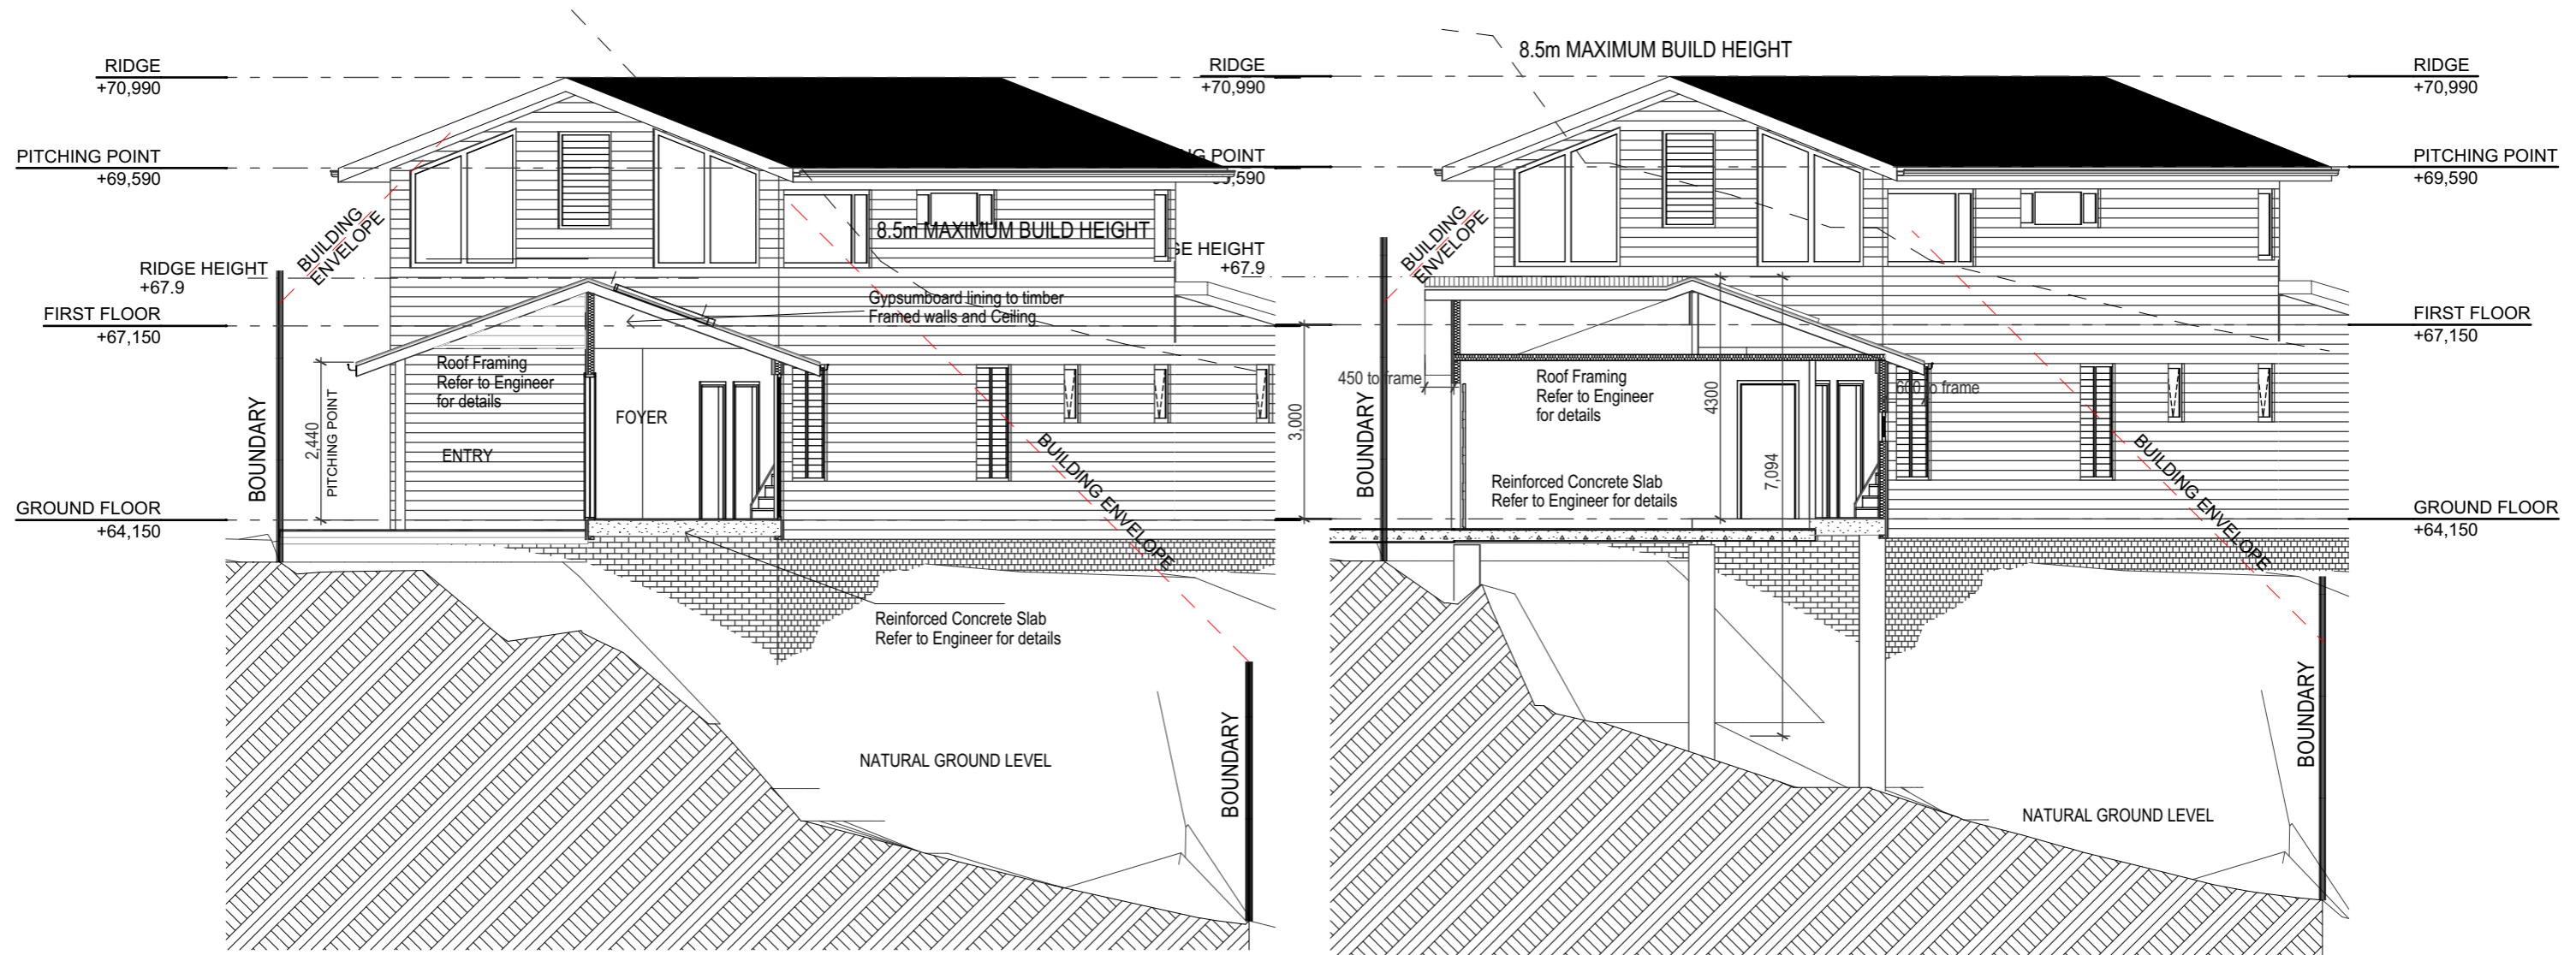 RIDGE
+70,990
PITCHING POINT
+69,590
BUILDING
ENVELOPE
RIDGE HEIGHT
+67.9
FIRST FLOOR
+67,150
8.5m MAXIMUM BUILD HEIGHT
Gypsumboard lining to timber
Framed walls and Ceiling
Roof Framing
Refer to Engineer
for details
FOYER
ENTRY
2,440
PITCHING POINT
BOUNDARY
GROUND FLOOR
+64,150
BUILDING ENVELOPE
3,000
Reinforced Concrete Slab
Refer to Engineer for details
NATURAL GROUND LEVEL
BOUNDARY
8.5m MAXIMUM BUILD HEIGHT
RIDGE
+70,990
POINT
HEIGHT
+67.9
BUILDING
ENVELOPE
450 to frame
Roof Framing
Refer to Engineer
for details
600 to frame
4300
7,094
BOUNDARY
Reinforced Concrete Slab
Refer to Engineer for details
BUILDING ENVELOPE
NATURAL GROUND LEVEL
BOUNDARY
RIDGE
+70,990
PITCHING POINT
+69,590
FIRST FLOOR
+67,150
GROUND FLOOR
+64,150